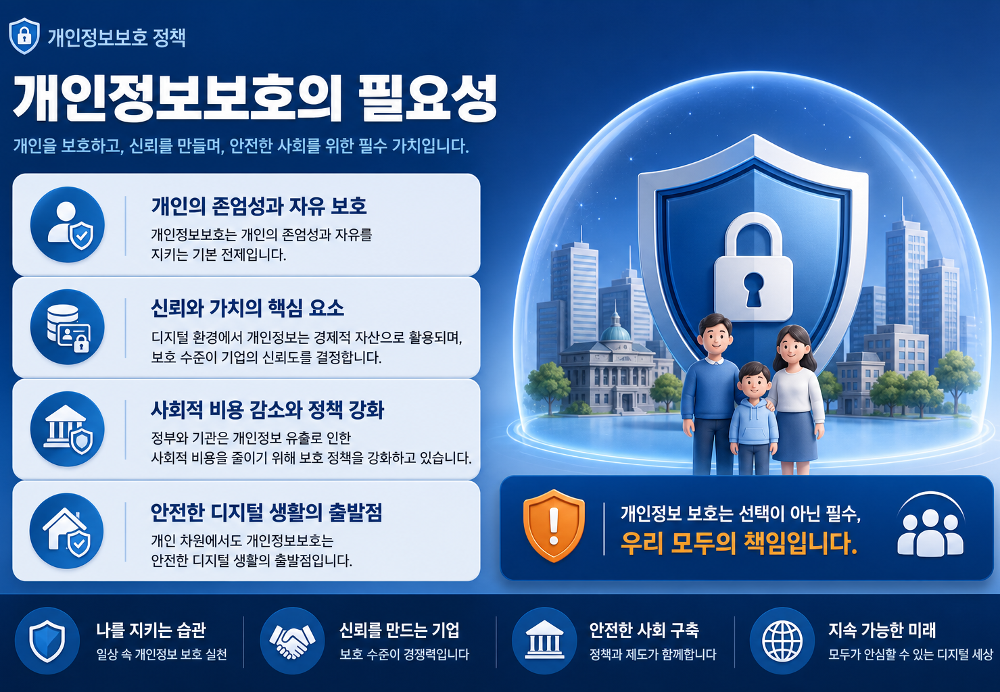 개인정보보호 정책
개인정보보호의 필요성
개인을 보호하고, 신뢰를 만들며, 안전한 사회를 위한 필수 가치입니다.
개인의 존엄성과 자유 보호
개인정보보호는 개인의 존엄성과 자유를
지키는 기본 전제입니다.
신뢰와 가치의 핵심 요소
디지털 환경에서 개인정보는 경제적 자산으로 활용되며,
보호 수준이 기업의 신뢰도를 결정합니다.
사회적 비용 감소와 정책 강화
정부와 기관은 개인정보 유출로 인한
사회적 비용을 줄이기 위해 보호 정책을 강화하고 있습니다.
안전한 디지털 생활의 출발점
개인 차원에서도 개인정보보호는
안전한 디지털 생활의 출발점입니다.
개인정보 보호는 선택이 아닌 필수,
우리 모두의 책임입니다.
나를 지키는 습관
일상 속 개인정보 보호 실천
신뢰를 만드는 기업
보호 수준이 경쟁력입니다
안전한 사회 구축
정책과 제도가 함께합니다
지속 가능한 미래
모두가 안심할 수 있는 디지털 세상